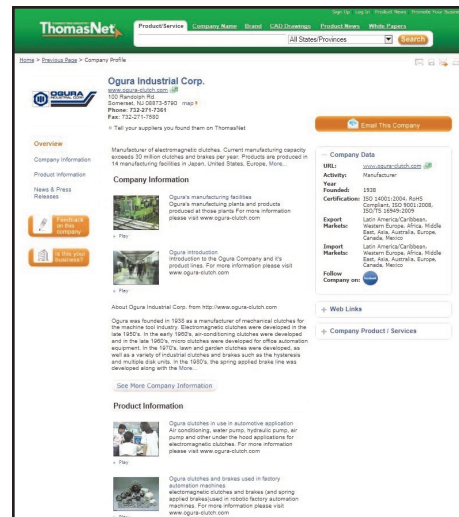 Sign Up Log In Product News Promote Your Business
ThomasNet
Product/Service Company Name Brand CAD Drawings Product News White Papers
All States/Provinces Search
Home > Previous Page > Company Profile
OGURA
INDUSTRIAL CORP.
Ogura Industrial Corp.
www.ogura-clutch.com
100 Randolph Rd.
Somerset, NJ 08873-6790 map
Phone: 732-271-7361
Fax: 732-271-7580
Tell your suppliers you found them on ThomasNet
Email This Company
Overview
Company Information
Product Information
News & Press
Releases
Feedback
on this
company
Is this your
business?
Manufacturer of electromagnetic clutches. Current manufacturing capacity
exceeds 30 million clutches and brakes per year. Products are produced in
14 manufacturing facilities in Japan, United States, Europe, More...
Company Information
Ogura's manufacturing facilities
Ogura's manufacturing plants and products
produced at those plants For more information
please visit
www.ogura-clutch.com
Play
Ogura introduction
Introduction to the Ogura Company and it's
product lines. For more information please visit
www.ogura-clutch.com
Play
About Ogura Industrial Corp. from http://www.ogura-clutch.com
Ogura was founded in 1938 as a manufacturer of mechanical clutches for
the machine tool industry. Electromagnetic clutches were developed in the
late 1950's. In the early 1960's, air-conditioning clutches were developed
and in the late 1960's, micro clutches were developed for office automation
equipment. In the 1970's, lawn and garden clutches were developed, as
well as a variety of industrial clutches and brakes such as the hysteresis
and multiple disk units. In the 1980's, the spring applied brake line was
developed along with the More...
See More Company Information
Product Information
Ogura clutches in use in automotive application
Air conditioning, water pump, hydraulic pump, air
pump and other under the hood applications for
electromagnetic clutches. For more information
please visit www.ogura-clutch.com
Play
Ogura clutches and brakes used in factory
automation machines
electromagnetic clutches and brakes (and spring
applied brakes)used in robotic factory automation
machines. For more information please visit
www.ogura-clutch.com
Play
Company Data
URL: www.ogura-clutch.com
Activity: Manufacturer
Year
Founded: 1938
Certification: ISO 14001:2004, RoHS
Compliant, ISO 9001:2008,
ISO/TS 16949:2009
Export
Markets: Latin America/Caribbean,
Western Europe, Africa, Middle
East, Asia, Australia, Europe,
Canada, Mexico
Import
Markets: Latin America/Caribbean,
Western Europe, Africa, Middle
East, Asia, Australia, Europe,
Canada, Mexico
Follow
Company on:
Web Links
Company Product / Services